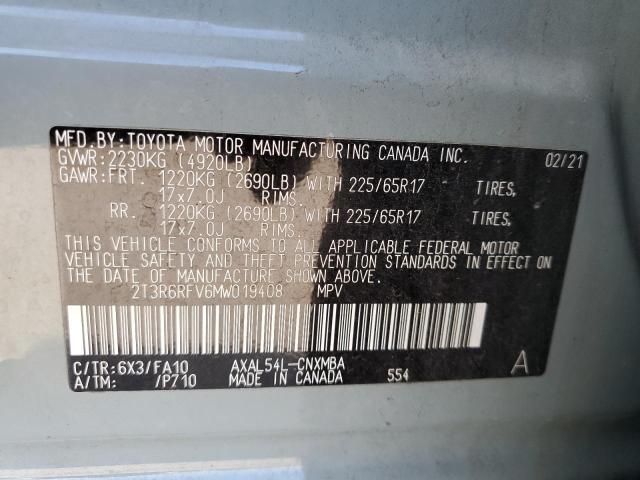 MFD.BY:TOYOTA MOTOR MANUFACTURING CANADA INC. 02/21
GVWR:2230KG (4920LB)
GAWR:FRT. 1220KG (2690LB) WITH 225/65R17 TIRES,
17x7.0J RIMS.
RR. 1220KG (2690LB) WITH 225/65R17 TIRES,
17x7.0J RIMS.
THIS VEHICLE CONFORMS TO ALL APPLICABLE FEDERAL MOTOR
VEHICLE SAFETY AND THEFT PREVENTION STANDARDS IN EFFECT ON
THE DATE OF MANUFACTURE SHOWN ABOVE.
2T3R6RFV6MW019408 MPV
C/TR:6X3/FA10 AXAL54L-CNXMBA
A/TM: /P710 MADE IN CANADA 554 A